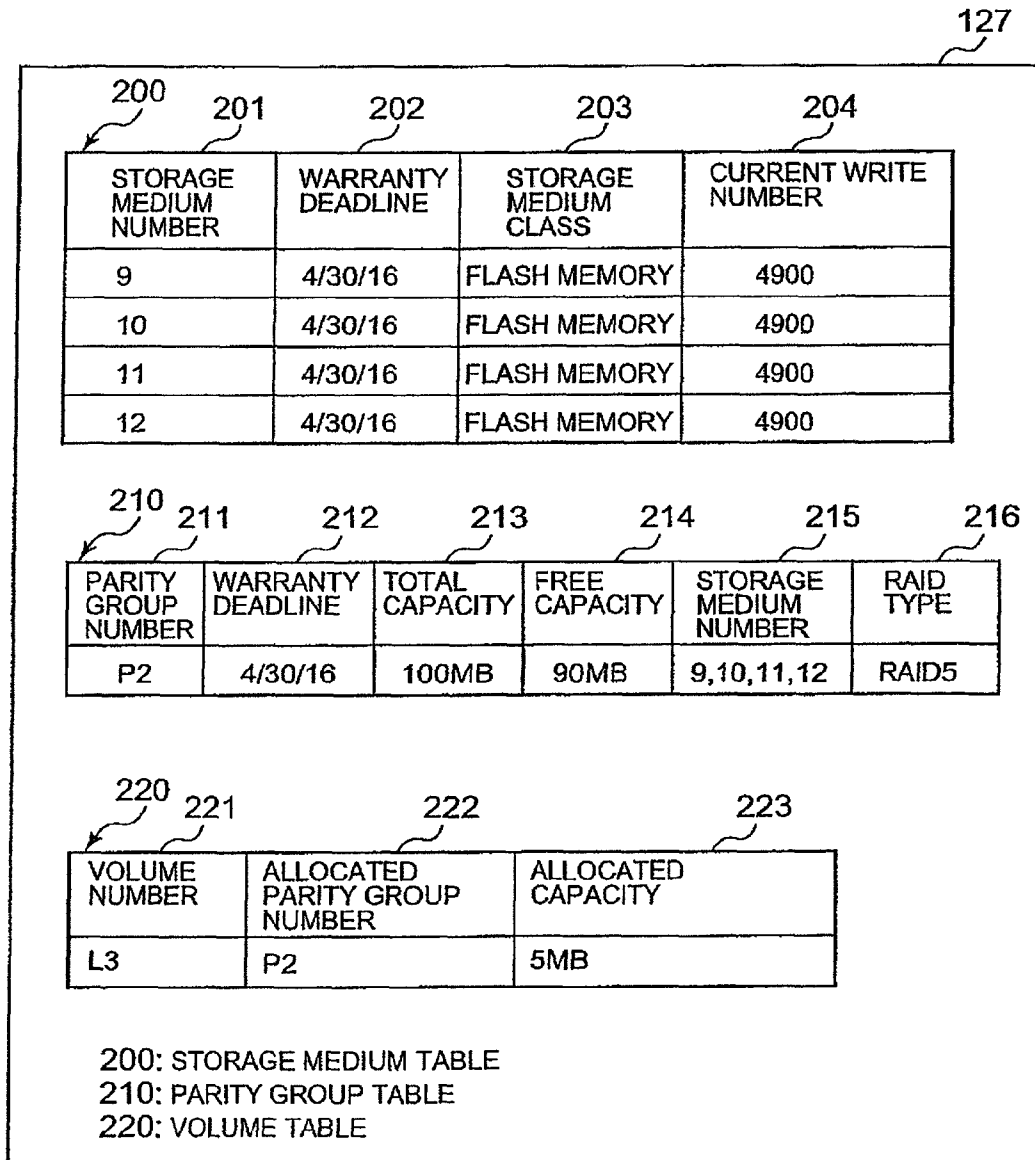 127
200
201 202 203 204
STORAGE MEDIUM NUMBER WARRANTY DEADLINE STORAGE MEDIUM CLASS CURRENT WRITE NUMBER
9 4/30/16 FLASH MEMORY 4900
10 4/30/16 FLASH MEMORY 4900
11 4/30/16 FLASH MEMORY 4900
12 4/30/16 FLASH MEMORY 4900
210
211 212 213 214 215 216
PARITY GROUP NUMBER WARRANTY DEADLINE TOTAL CAPACITY FREE CAPACITY STORAGE MEDIUM NUMBER RAID TYPE
P2 4/30/16 100MB 90MB 9,10,11,12 RAID5
220
221 222 223
VOLUME NUMBER ALLOCATED PARITY GROUP NUMBER ALLOCATED CAPACITY
L3 P2 5MB
200: STORAGE MEDIUM TABLE
210: PARITY GROUP TABLE
220: VOLUME TABLE